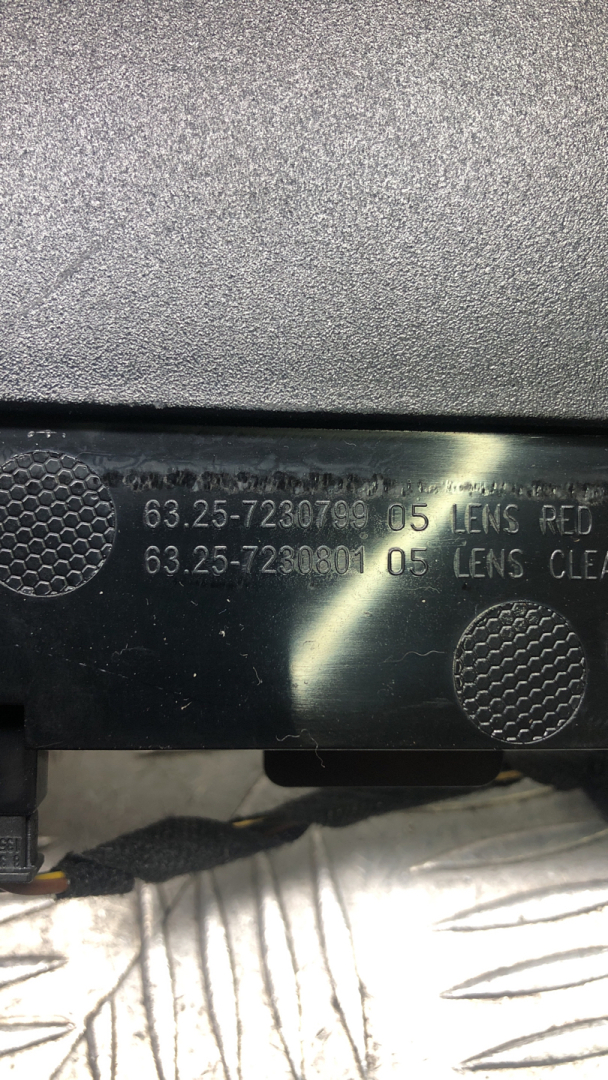 63.25-7230799 05 LENS RED
63.25-7230801 05 LENS CLEA